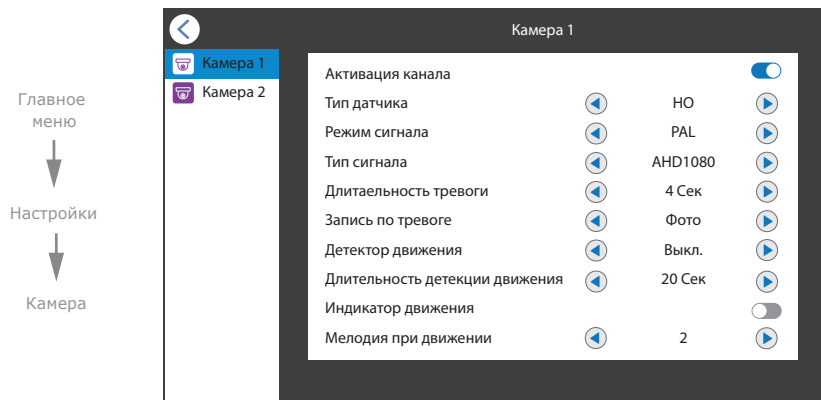 Главное
меню
Настройки
Камера
Камера 1
Камера 1
Камера 2
Активация канала
Тип датчика НО
Режим сигнала PAL
Тип сигнала AHD1080
Длитаельность тревоги 4 Сек
Запись по тревоге Фото
Детектор движения Выкл.
Длительность детекции движения 20 Сек
Индикатор движения
Мелодия при движении 2